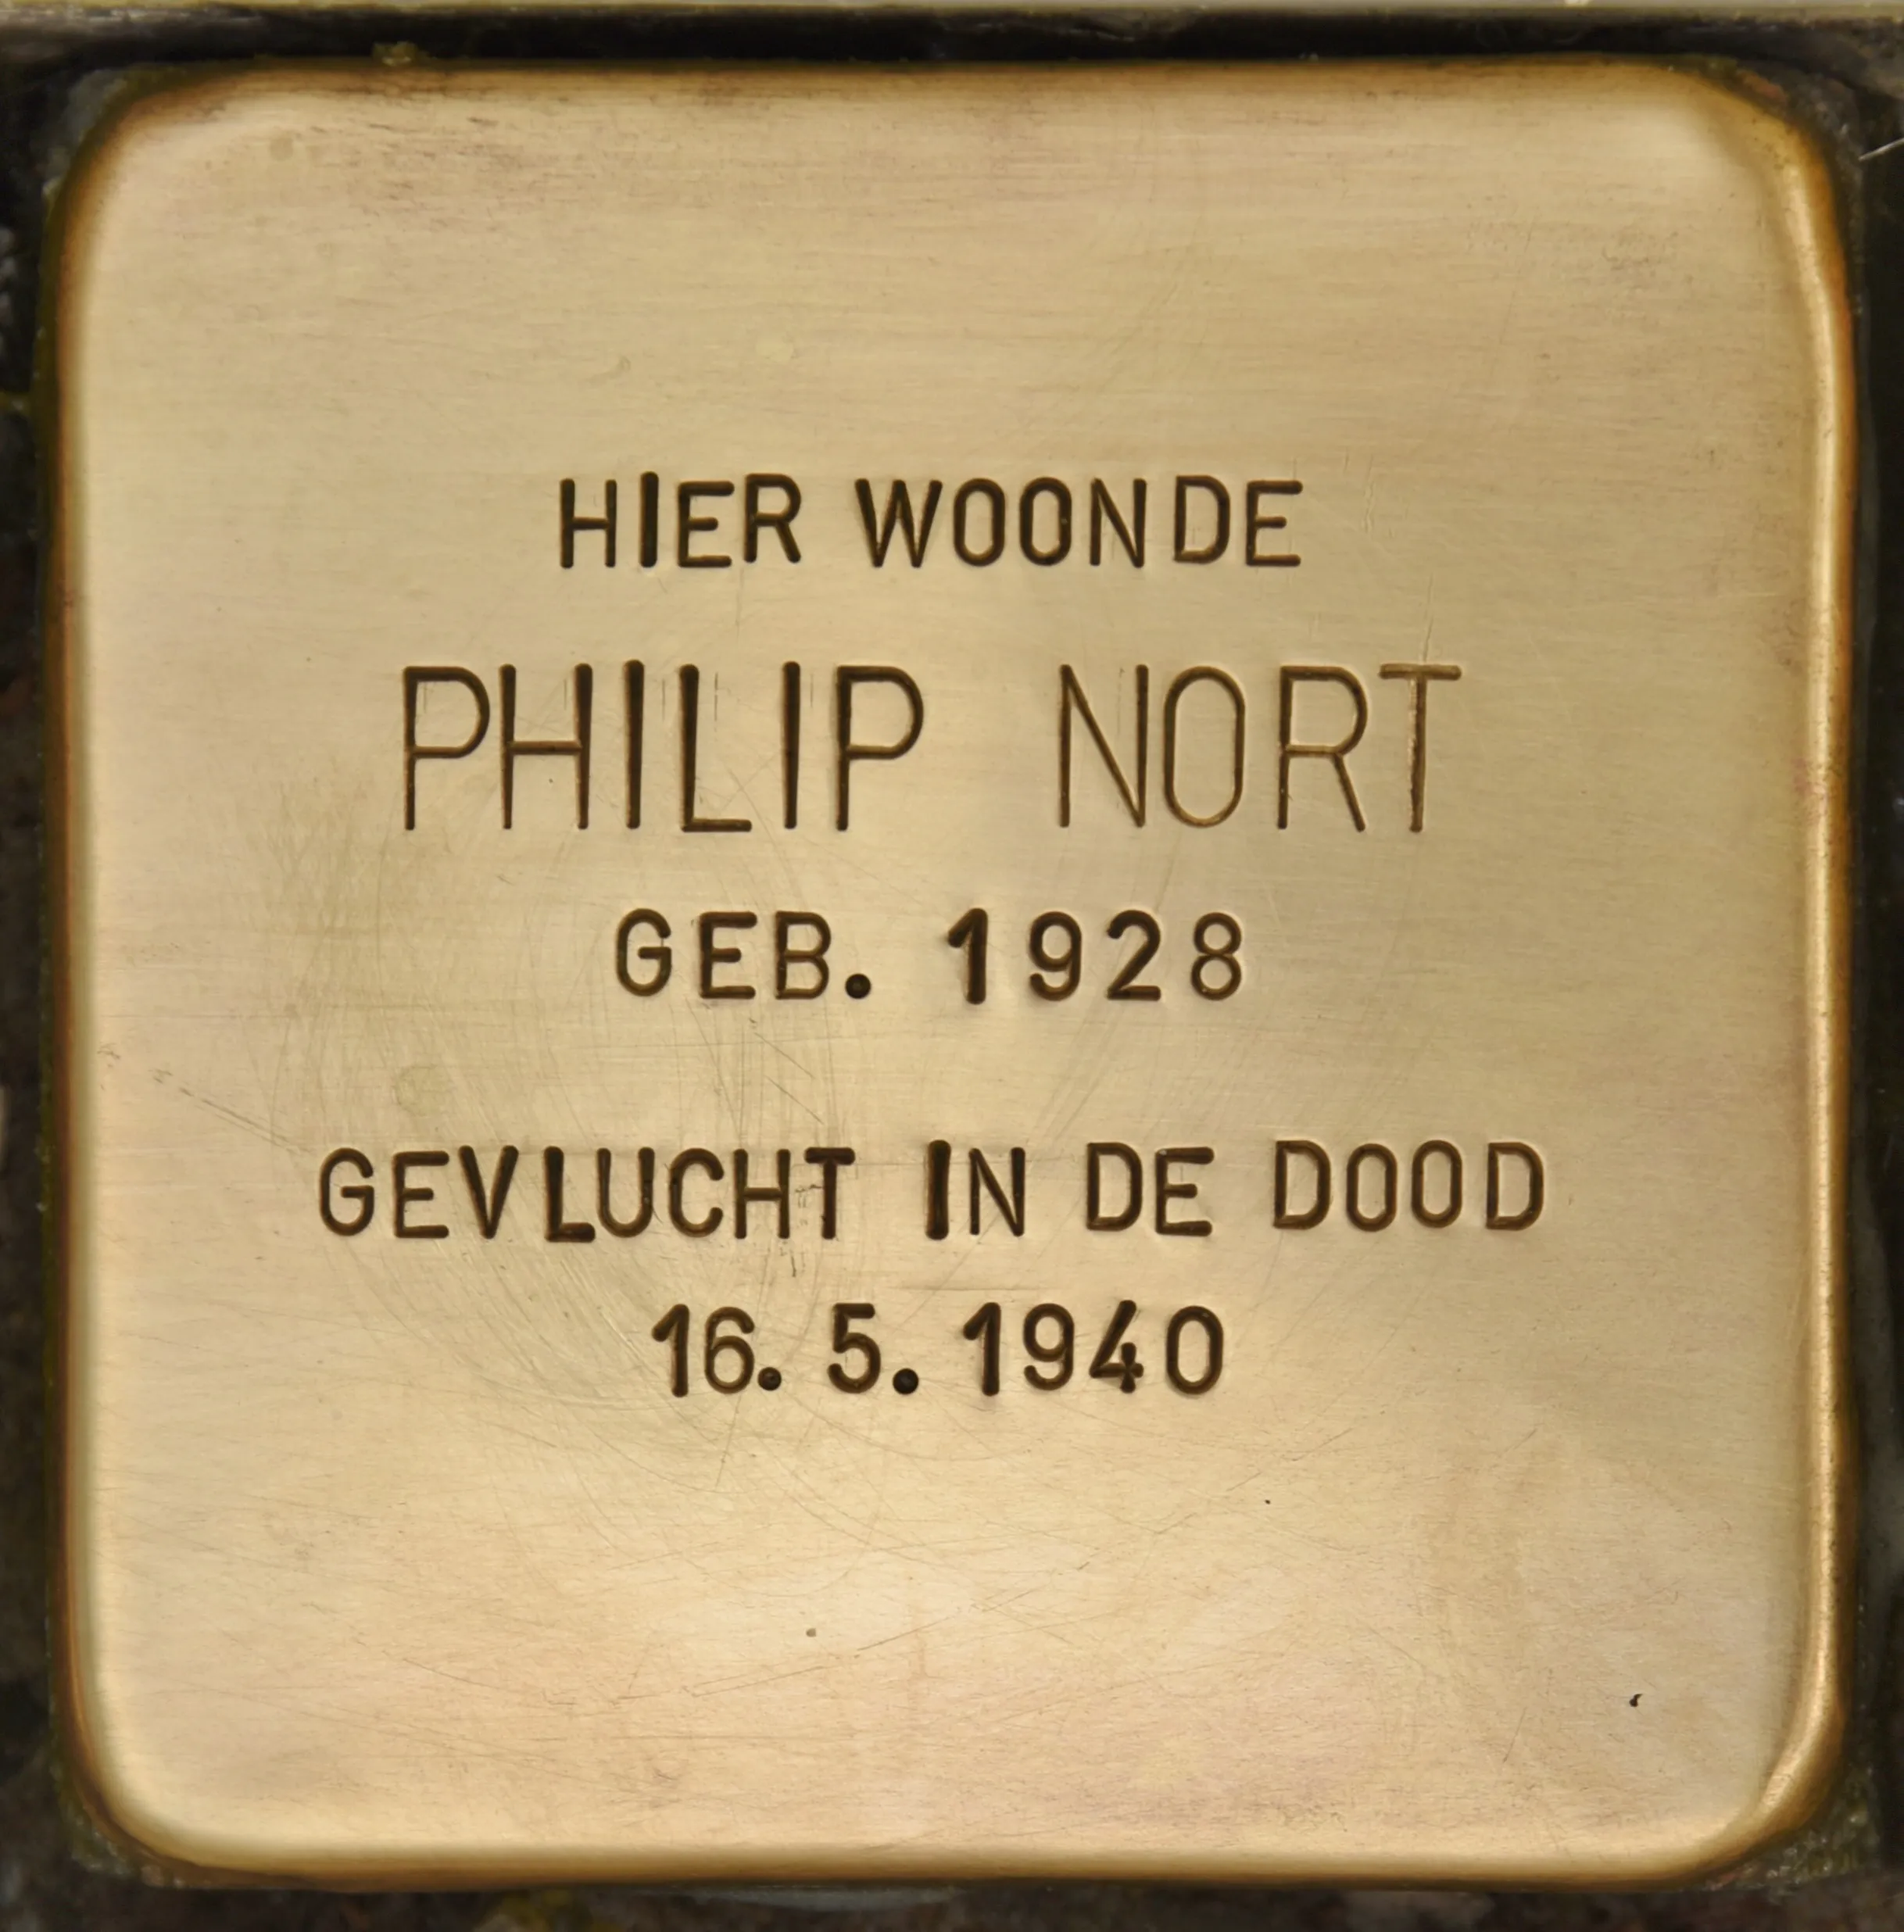 HIER WOONDE
PHILIP NORT
GEB. 1928
GEVLUCHT IN DE DOOD
16. 5. 1940